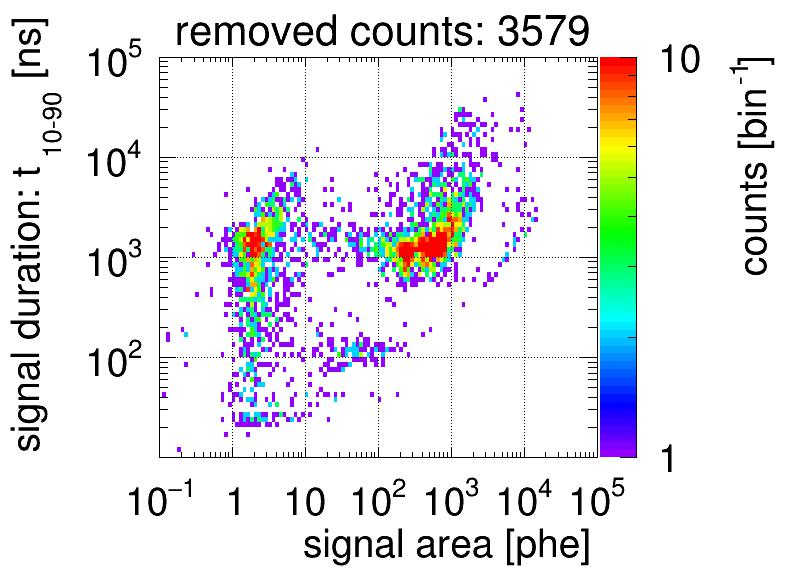 removed counts: 3579
signal duration: t 10-90 [ns]
10^5
10^4
10^3
10^2
10^-1 1 10 10^2 10^3 10^4 10^5
signal area [phe]
10
1
counts [bin^-1]